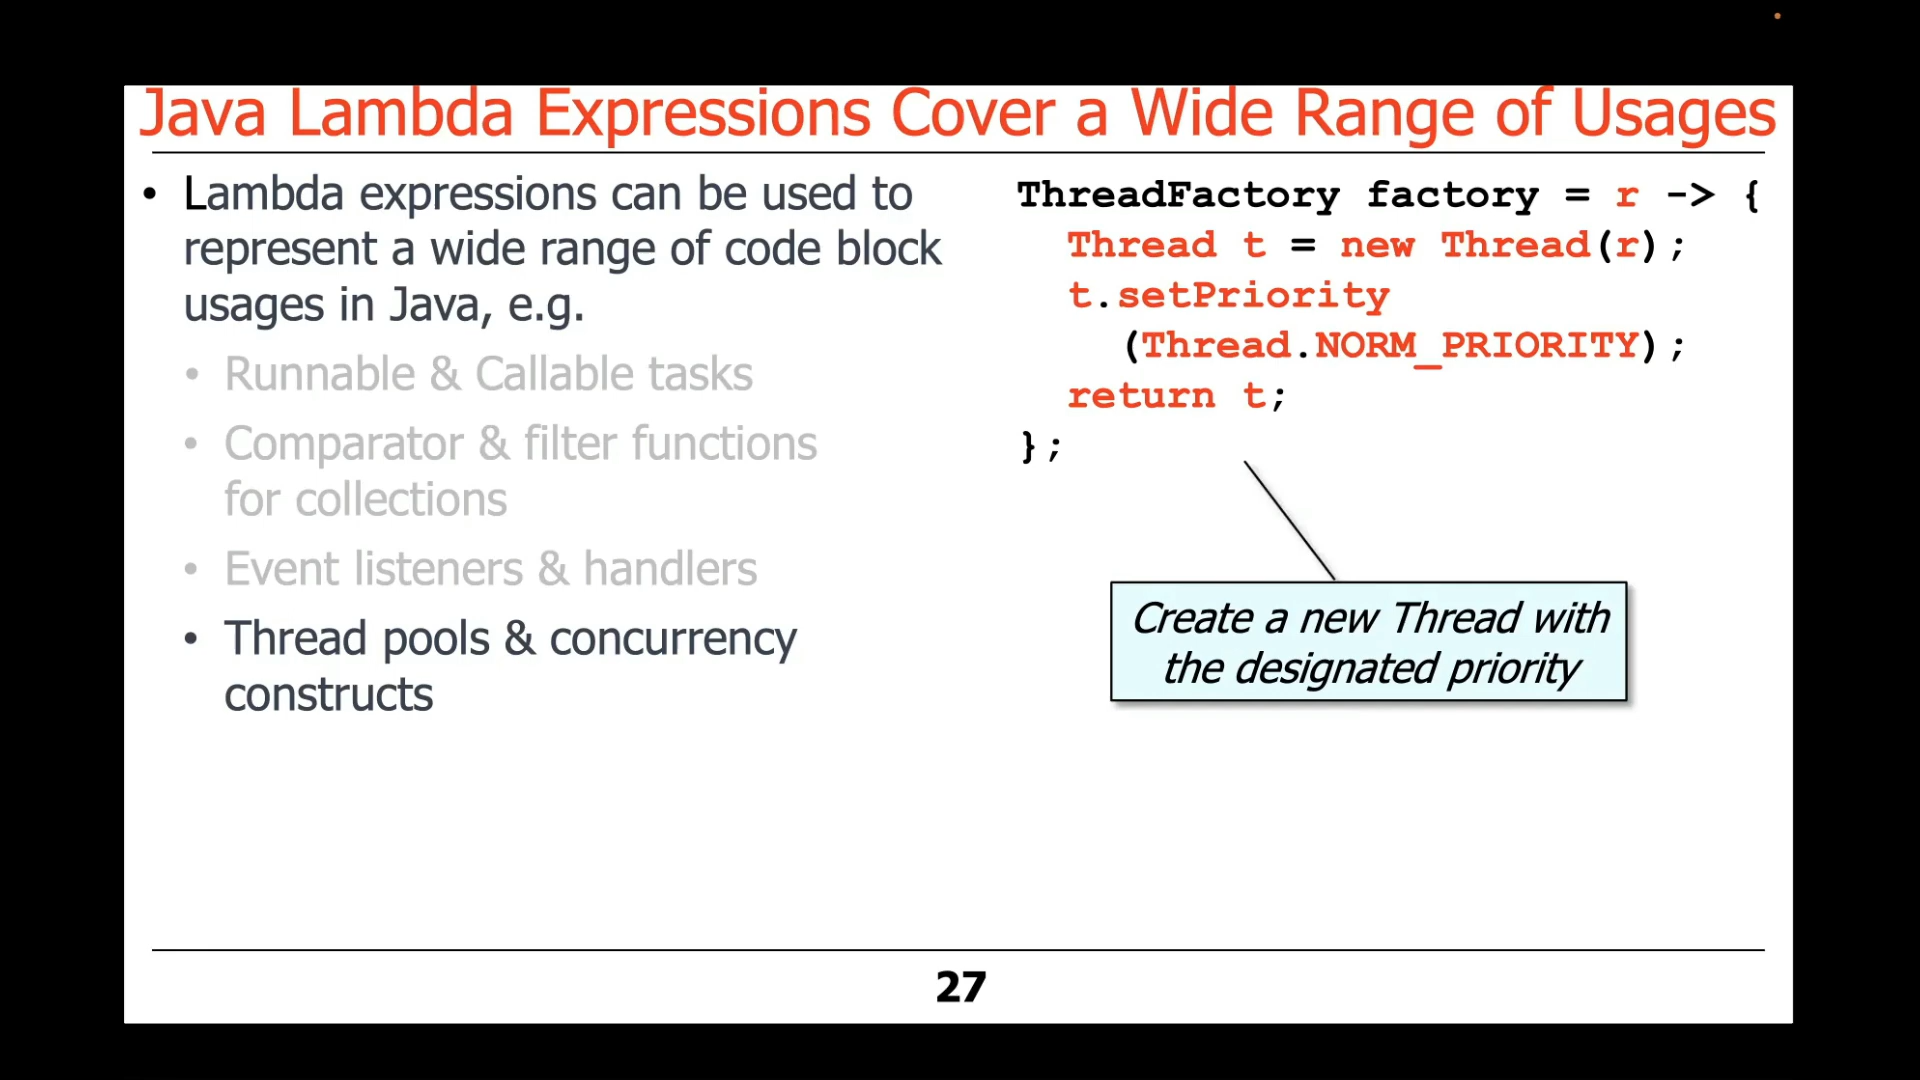 Java Lambda Expressions Cover a Wide Range of Usages
• Lambda expressions can be used to
represent a wide range of code block
usages in Java, e.g.
• Runnable & Callable tasks
• Comparator & filter functions
for collections
• Event listeners & handlers
• Thread pools & concurrency
constructs
ThreadFactory factory = r -> {
Thread t = new Thread(r);
t.setPriority
(Thread.NORM_PRIORITY);
return t;
};
Create a new Thread with
the designated priority
27